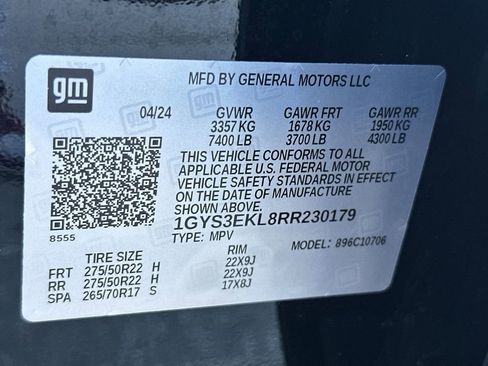 gm
MFD BY GENERAL MOTORS LLC
04/24 GVWR GAWR FRT GAWR RR
3357 KG 1678 KG 1950 KG
7400 LB 3700 LB 4300 LB
THIS VEHICLE CONFORMS TO ALL
APPLICABLE U.S. FEDERAL MOTOR
VEHICLE SAFETY STANDARDS IN EFFECT
ON THE DATE OF MANUFACTURE
SHOWN ABOVE.
1GYS3EKL8RR230179
8555 TYPE: MPV MODEL: 896C10706
TIRE SIZE RIM
FRT 275/50R22 H 22X9J
RR 275/50R22 H 22X9J
SPA 265/70R17 S 17X8J